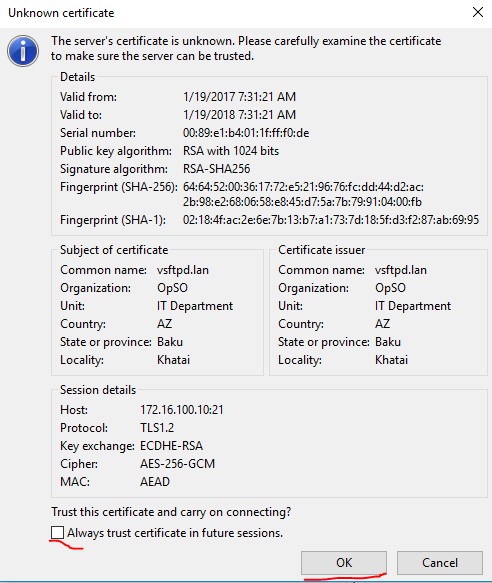 Unknown certificate
The server's certificate is unknown. Please carefully examine the certificate
to make sure the server can be trusted.
Details
Valid from: 1/19/2017 7:31:21 AM
Valid to: 1/19/2018 7:31:21 AM
Serial number: 00:89:e1:b4:01:1f:ff:f0:de
Public key algorithm: RSA with 1024 bits
Signature algorithm: RSA-SHA256
Fingerprint (SHA-256): 64:64:52:00:36:17:72:e5:21:96:76:fc:dd:44:d2:ac:
2b:98:e2:68:06:58:e8:45:d7:5a:7b:79:91:04:00:fb
Fingerprint (SHA-1): 02:18:4f:ac:2e:6e:7b:13:b7:a1:73:7d:18:5f:d3:f2:87:ab:69:95
Subject of certificate
Common name: vsftpd.lan
Organization: OpSO
Unit: IT Department
Country: AZ
State or province: Baku
Locality: Khatai
Certificate issuer
Common name: vsftpd.lan
Organization: OpSO
Unit: IT Department
Country: AZ
State or province: Baku
Locality: Khatai
Session details
Host: 172.16.100.10:21
Protocol: TLS1.2
Key exchange: ECDHE-RSA
Cipher: AES-256-GCM
MAC: AEAD
Trust this certificate and carry on connecting?
Always trust certificate in future sessions.
OK
Cancel